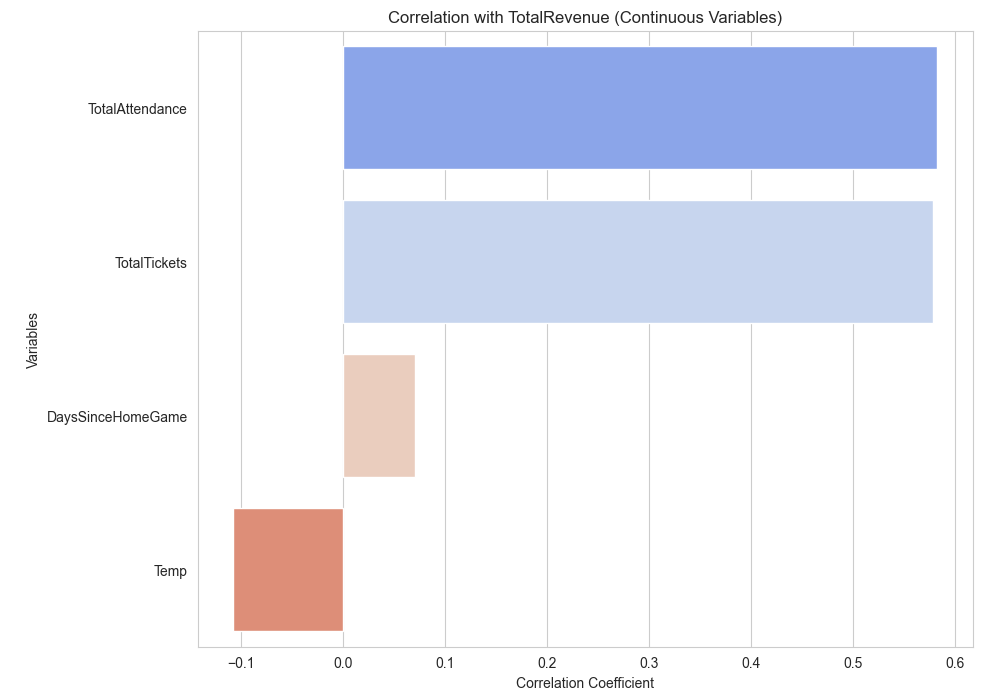 Correlation with TotalRevenue (Continuous Variables)
TotalAttendance
TotalTickets
DaysSinceHomeGame
Temp
Variables
−0.1 0.0 0.1 0.2 0.3 0.4 0.5 0.6
Correlation Coefficient